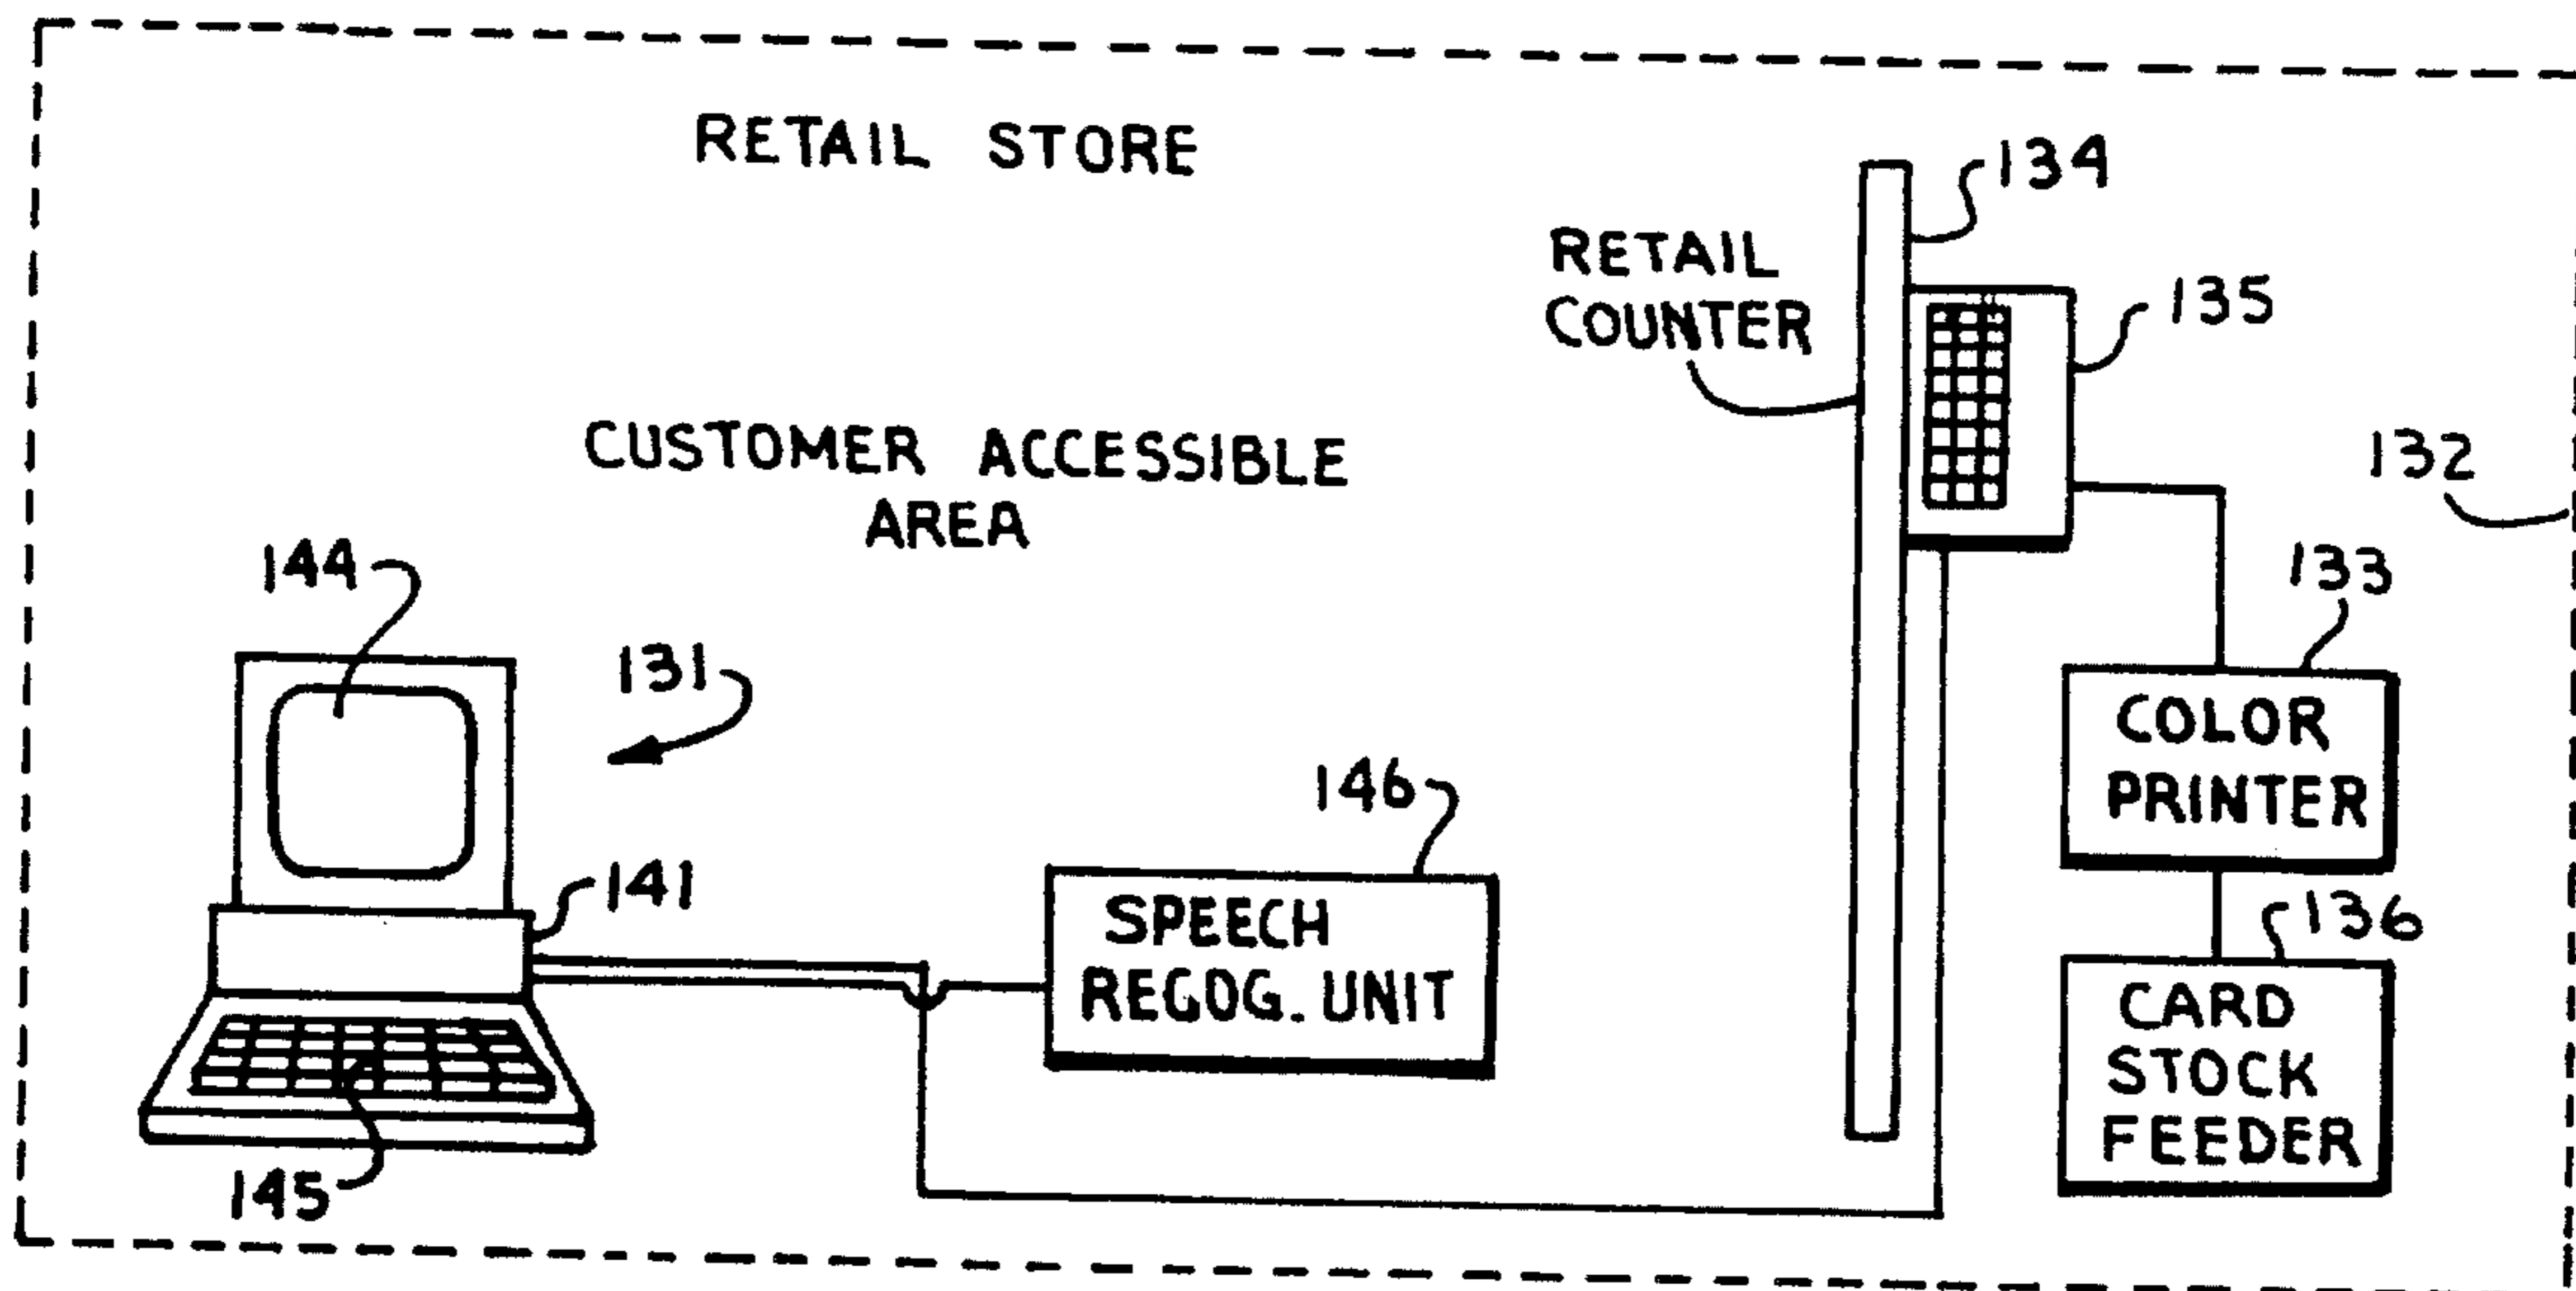 RETAIL STORE
134
RETAIL
COUNTER
135
CUSTOMER ACCESSIBLE
AREA
132
144
133
131
COLOR
PRINTER
146
141
136
SPEECH
REGOG. UNIT
CARD
STOCK
FEEDER
145